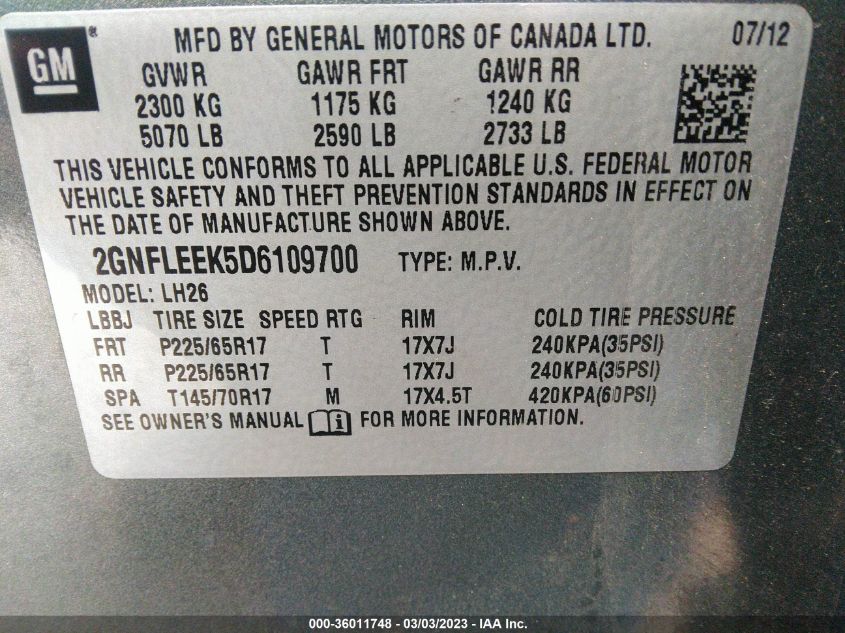 GM ® MFD BY GENERAL MOTORS OF CANADA LTD. 07/12
GVWR GAWR FRT GAWR RR
2300 KG 1175 KG 1240 KG
5070 LB 2590 LB 2733 LB
THIS VEHICLE CONFORMS TO ALL APPLICABLE U.S. FEDERAL MOTOR
VEHICLE SAFETY AND THEFT PREVENTION STANDARDS IN EFFECT ON
THE DATE OF MANUFACTURE SHOWN ABOVE.
2GNFLEEK5D6109700 TYPE: M.P.V.
MODEL: LH26
LBBJ TIRE SIZE SPEED RTG RIM COLD TIRE PRESSURE
FRT P225/65R17 T 17X7J 240KPA(35PSI)
RR P225/65R17 T 17X7J 240KPA(35PSI)
SPA T145/70R17 M 17X4.5T 420KPA(60PSI)
SEE OWNER'S MANUAL i FOR MORE INFORMATION.
000-36011748 - 03/03/2023 - IAA Inc.